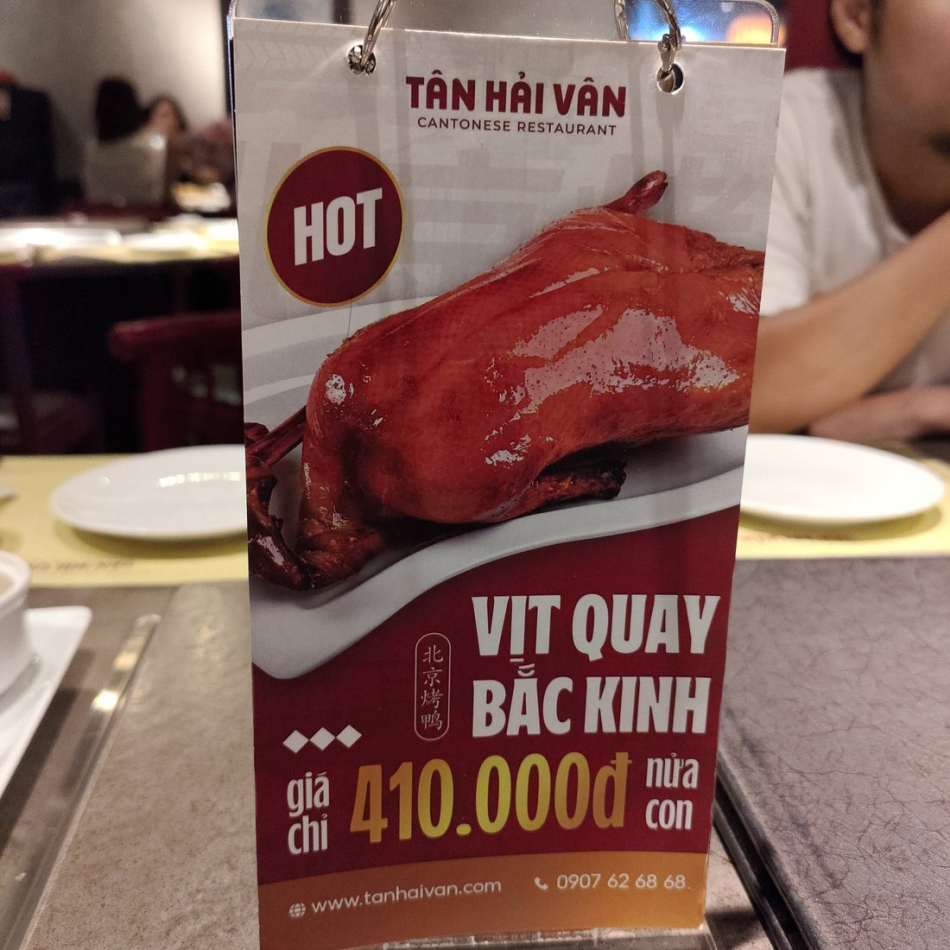 TÂN HẢI VÂN
CANTONESE RESTAURANT
HOT
VỊT QUAY
BẮC KINH
北京烤鸭
giá
chỉ
410.000đ
nửa
con
www.tanhaivan.com
0907 62 68 68